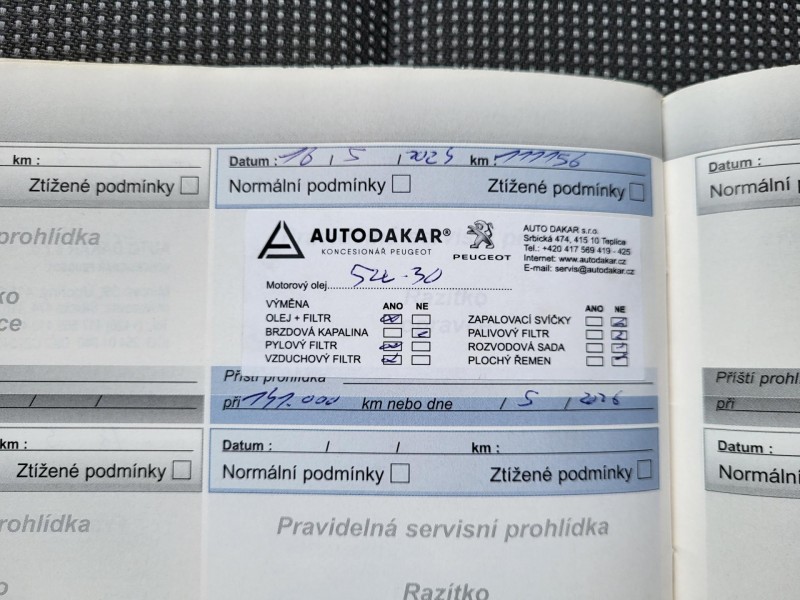 km :
Ztížené podmínky
prohlídka
ko
ce
/ /
km :
Ztížené podmínky
rohlídka
o
Datum : 16 / 5 / 2024 km : 111156
Normální podmínky Ztížené podmínky
AUTODAKAR®
KONCESIONÁŘ PEUGEOT
PEUGEOT
AUTO DAKAR s.r.o.
Srbická 474, 415 10 Teplice
Tel.: +420 417 569 419 - 425
Internet: www.autodakar.cz
E-mail: servis@autodakar.cz
Motorový olej 5W-30
VÝMĚNA ANO NE
OLEJ + FILTR
BRZDOVÁ KAPALINA
PYLOVÝ FILTR
VZDUCHOVÝ FILTR
ANO NE
ZAPALOVACÍ SVÍČKY
PALIVOVÝ FILTR
ROZVODOVÁ SADA
PLOCHÝ ŘEMEN
Příští prohlídka
při 141.000 km nebo dne / 5 / 2026
Datum : / / km :
Normální podmínky Ztížené podmínky
Pravidelná servisní prohlídka
Razítko
Datum :
Normální p
Příští prohl
při
Datum :
Normáln